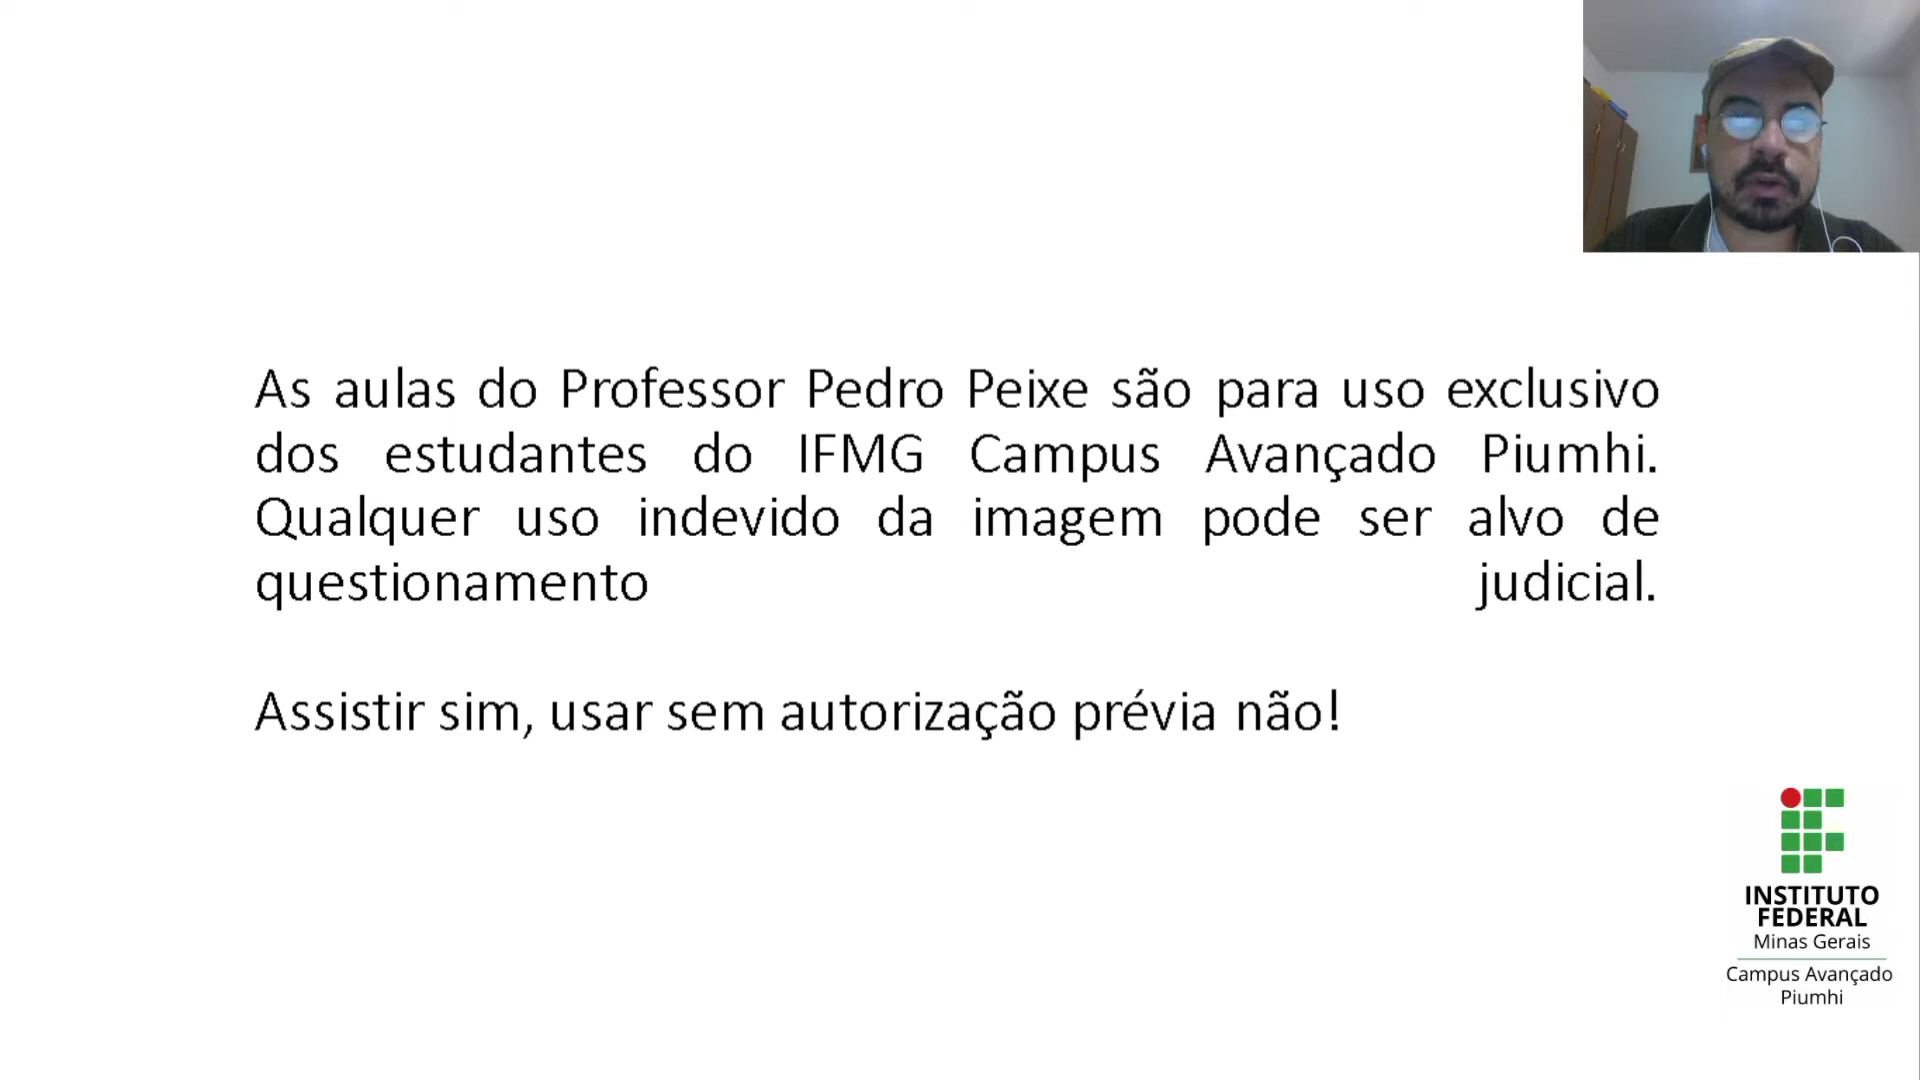 As aulas do Professor Pedro Peixe são para uso exclusivo
dos estudantes do IFMG Campus Avançado Piumhi.
Qualquer uso indevido da imagem pode ser alvo de
questionamento judicial.
Assistir sim, usar sem autorização prévia não!
INSTITUTO
FEDERAL
Minas Gerais
Campus Avançado
Piumhi